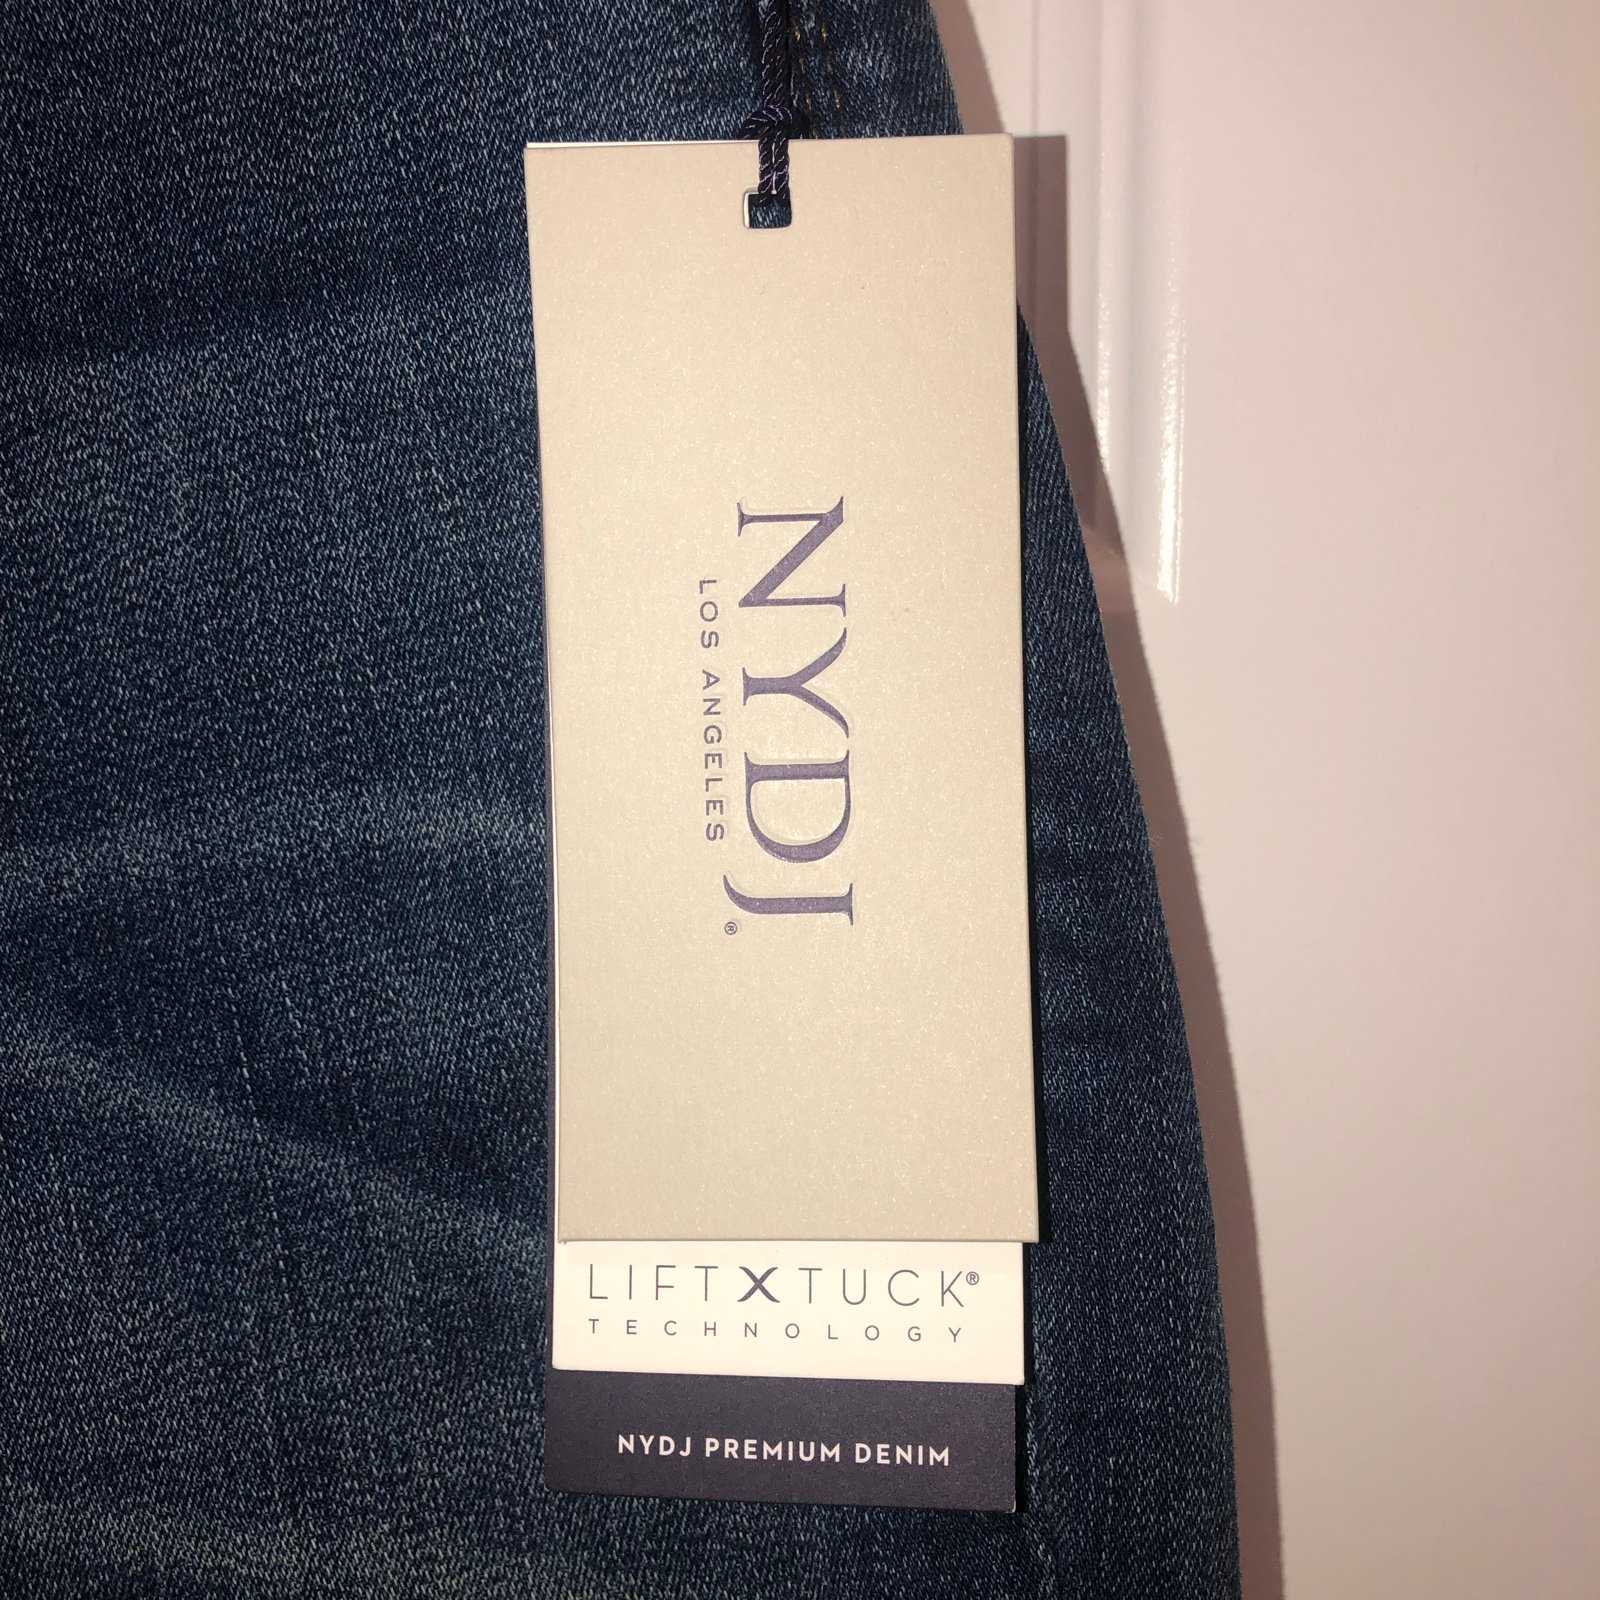 NYDJ®
LOS ANGELES
LIFTXTUCK®
TECHNOLOGY
NYDJ PREMIUM DENIM